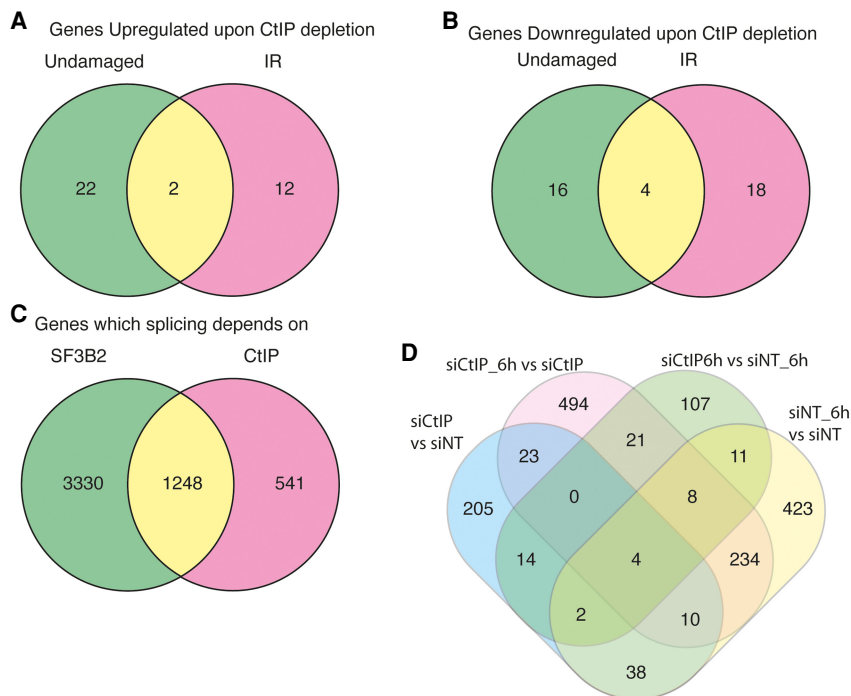 A
Genes Upregulated upon CtIP depletion
Undamaged IR
22 2 12
B
Genes Downregulated upon CtIP depletion
Undamaged IR
16 4 18
C
Genes which splicing depends on
SF3B2 CtIP
3330 1248 541
D
siCtIP_6h vs siCtIP
siCtIP6h vs siNT_6h
siCtIP
vs siNT
siNT_6h
vs siNT
494 107
21
23 11
205 0 8 423
14 4 234
2 10
38